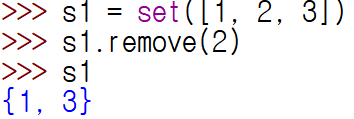 >>> s1 = set([1, 2, 3])
>>> s1.remove(2)
>>> s1
{1, 3}